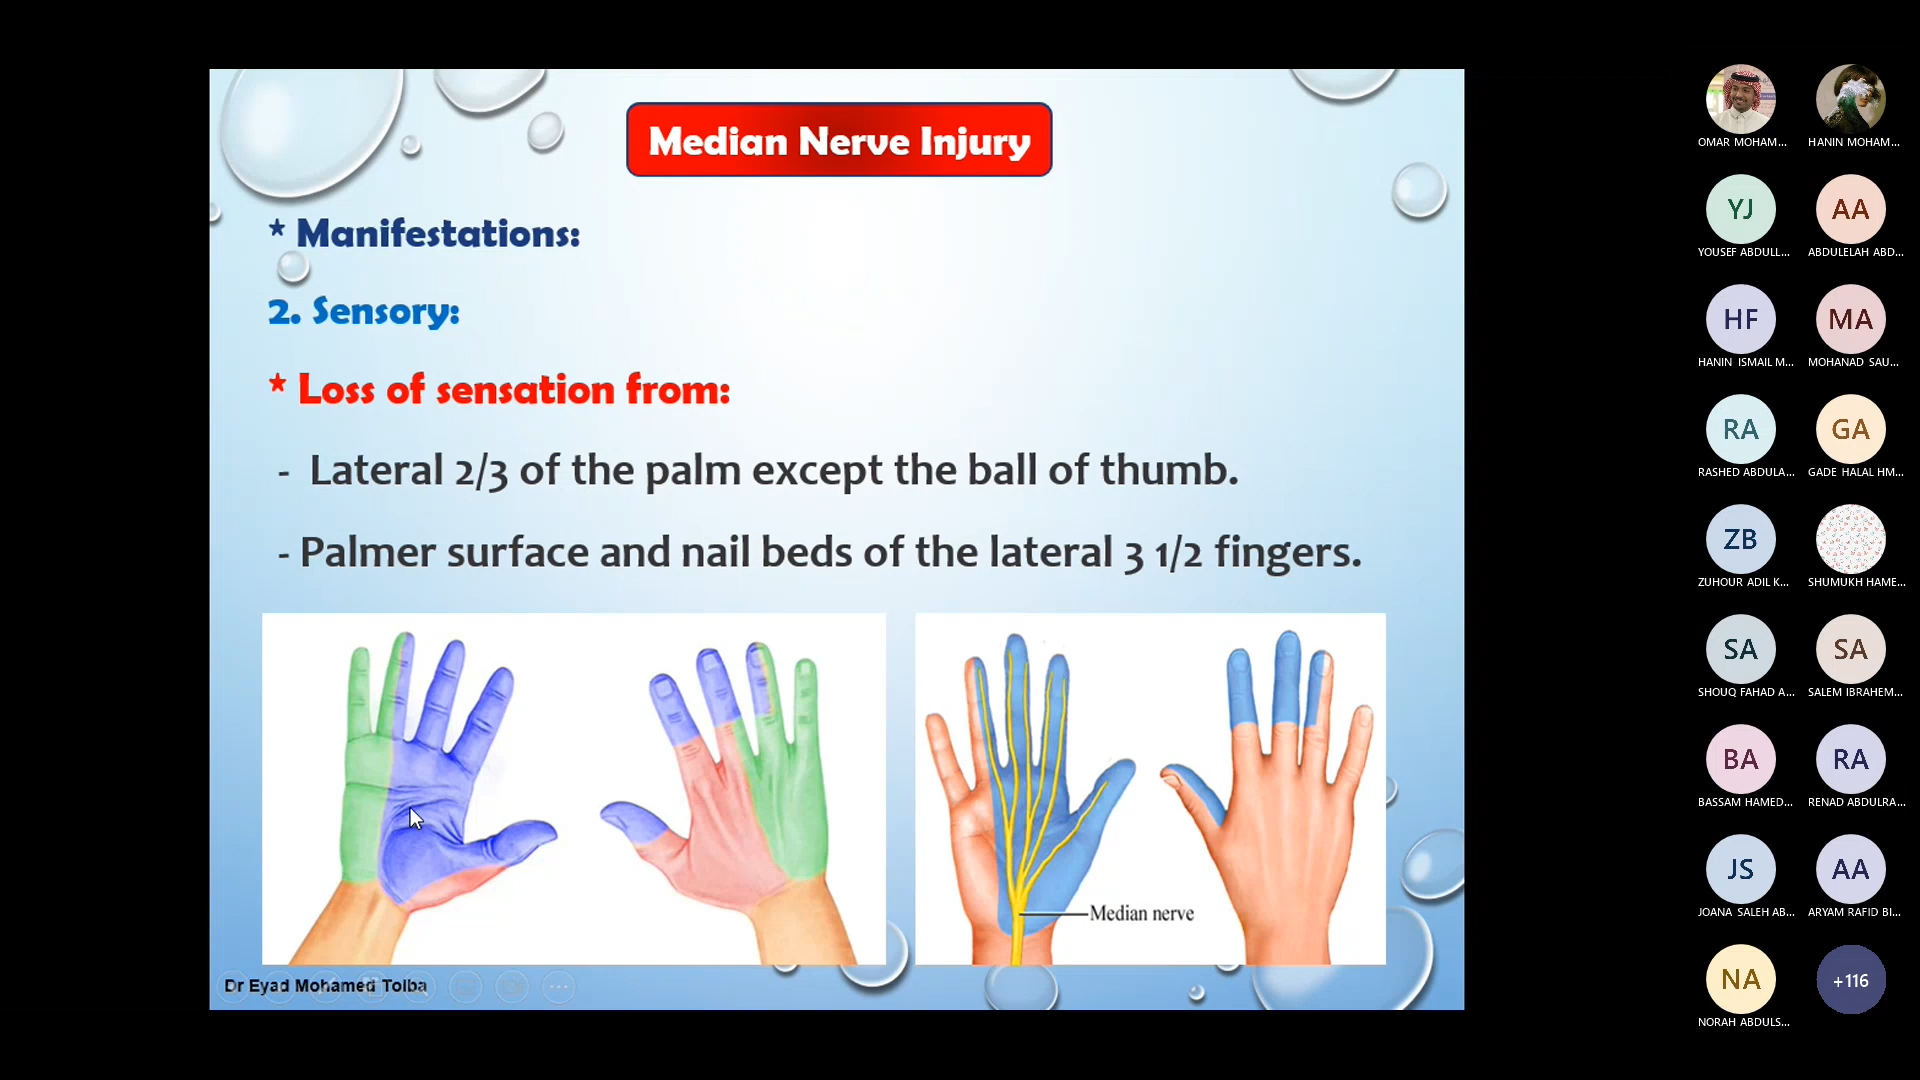 Median Nerve Injury
* Manifestations:
2. Sensory:
* Loss of sensation from:
- Lateral 2/3 of the palm except the ball of thumb.
- Palmer surface and nail beds of the lateral 3 1/2 fingers.
Median nerve
Dr Eyad Mohamed Tolba
OMAR MOHAM...
HANIN MOHAM...
YJ
YOUSEF ABDULL...
AA
ABDULELAH ABD...
HF
HANIN ISMAIL M...
MA
MOHANAD SAU...
RA
RASHED ABDULA...
GA
GADE HALAL HM...
ZB
ZUHOUR ADIL K...
SHUMUKH HAME...
SA
SHOUQ FAHAD A...
SA
SALEM IBRAHEM...
BA
BASSAM HAMED...
RA
RENAD ABDULRA...
JS
JOANA SALEH AB...
AA
ARYAM RAFID BI...
NA
NORAH ABDULS...
+116